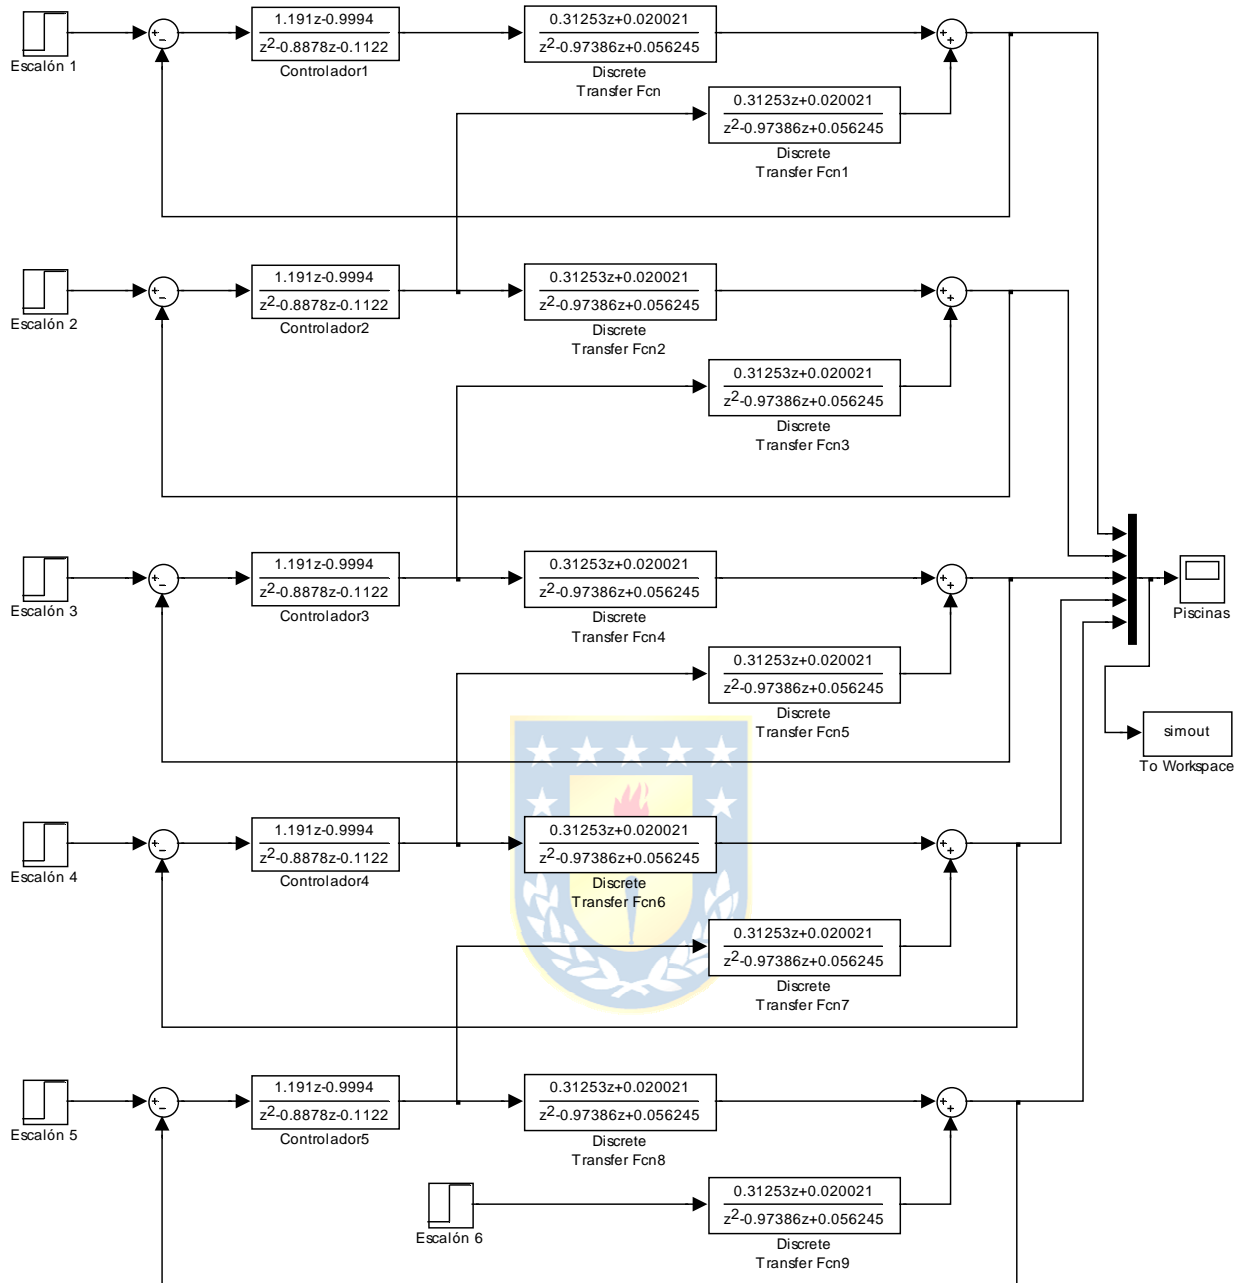 Escalón 1
+
-
1.191z-0.9994
z2-0.8878z-0.1122
Controlador1
0.31253z+0.020021
z2-0.97386z+0.056245
Discrete
Transfer Fcn
+
+
0.31253z+0.020021
z2-0.97386z+0.056245
Discrete
Transfer Fcn1
Escalón 2
+
-
1.191z-0.9994
z2-0.8878z-0.1122
Controlador2
0.31253z+0.020021
z2-0.97386z+0.056245
Discrete
Transfer Fcn2
+
+
0.31253z+0.020021
z2-0.97386z+0.056245
Discrete
Transfer Fcn3
Escalón 3
+
-
1.191z-0.9994
z2-0.8878z-0.1122
Controlador3
0.31253z+0.020021
z2-0.97386z+0.056245
Discrete
Transfer Fcn4
+
+
Piscinas
0.31253z+0.020021
z2-0.97386z+0.056245
Discrete
Transfer Fcn5
simout
To Workspace
Escalón 4
+
-
1.191z-0.9994
z2-0.8878z-0.1122
Controlador4
0.31253z+0.020021
z2-0.97386z+0.056245
Discrete
Transfer Fcn6
+
+
0.31253z+0.020021
z2-0.97386z+0.056245
Discrete
Transfer Fcn7
Escalón 5
+
-
1.191z-0.9994
z2-0.8878z-0.1122
Controlador5
0.31253z+0.020021
z2-0.97386z+0.056245
Discrete
Transfer Fcn8
+
+
Escalón 6
0.31253z+0.020021
z2-0.97386z+0.056245
Discrete
Transfer Fcn9